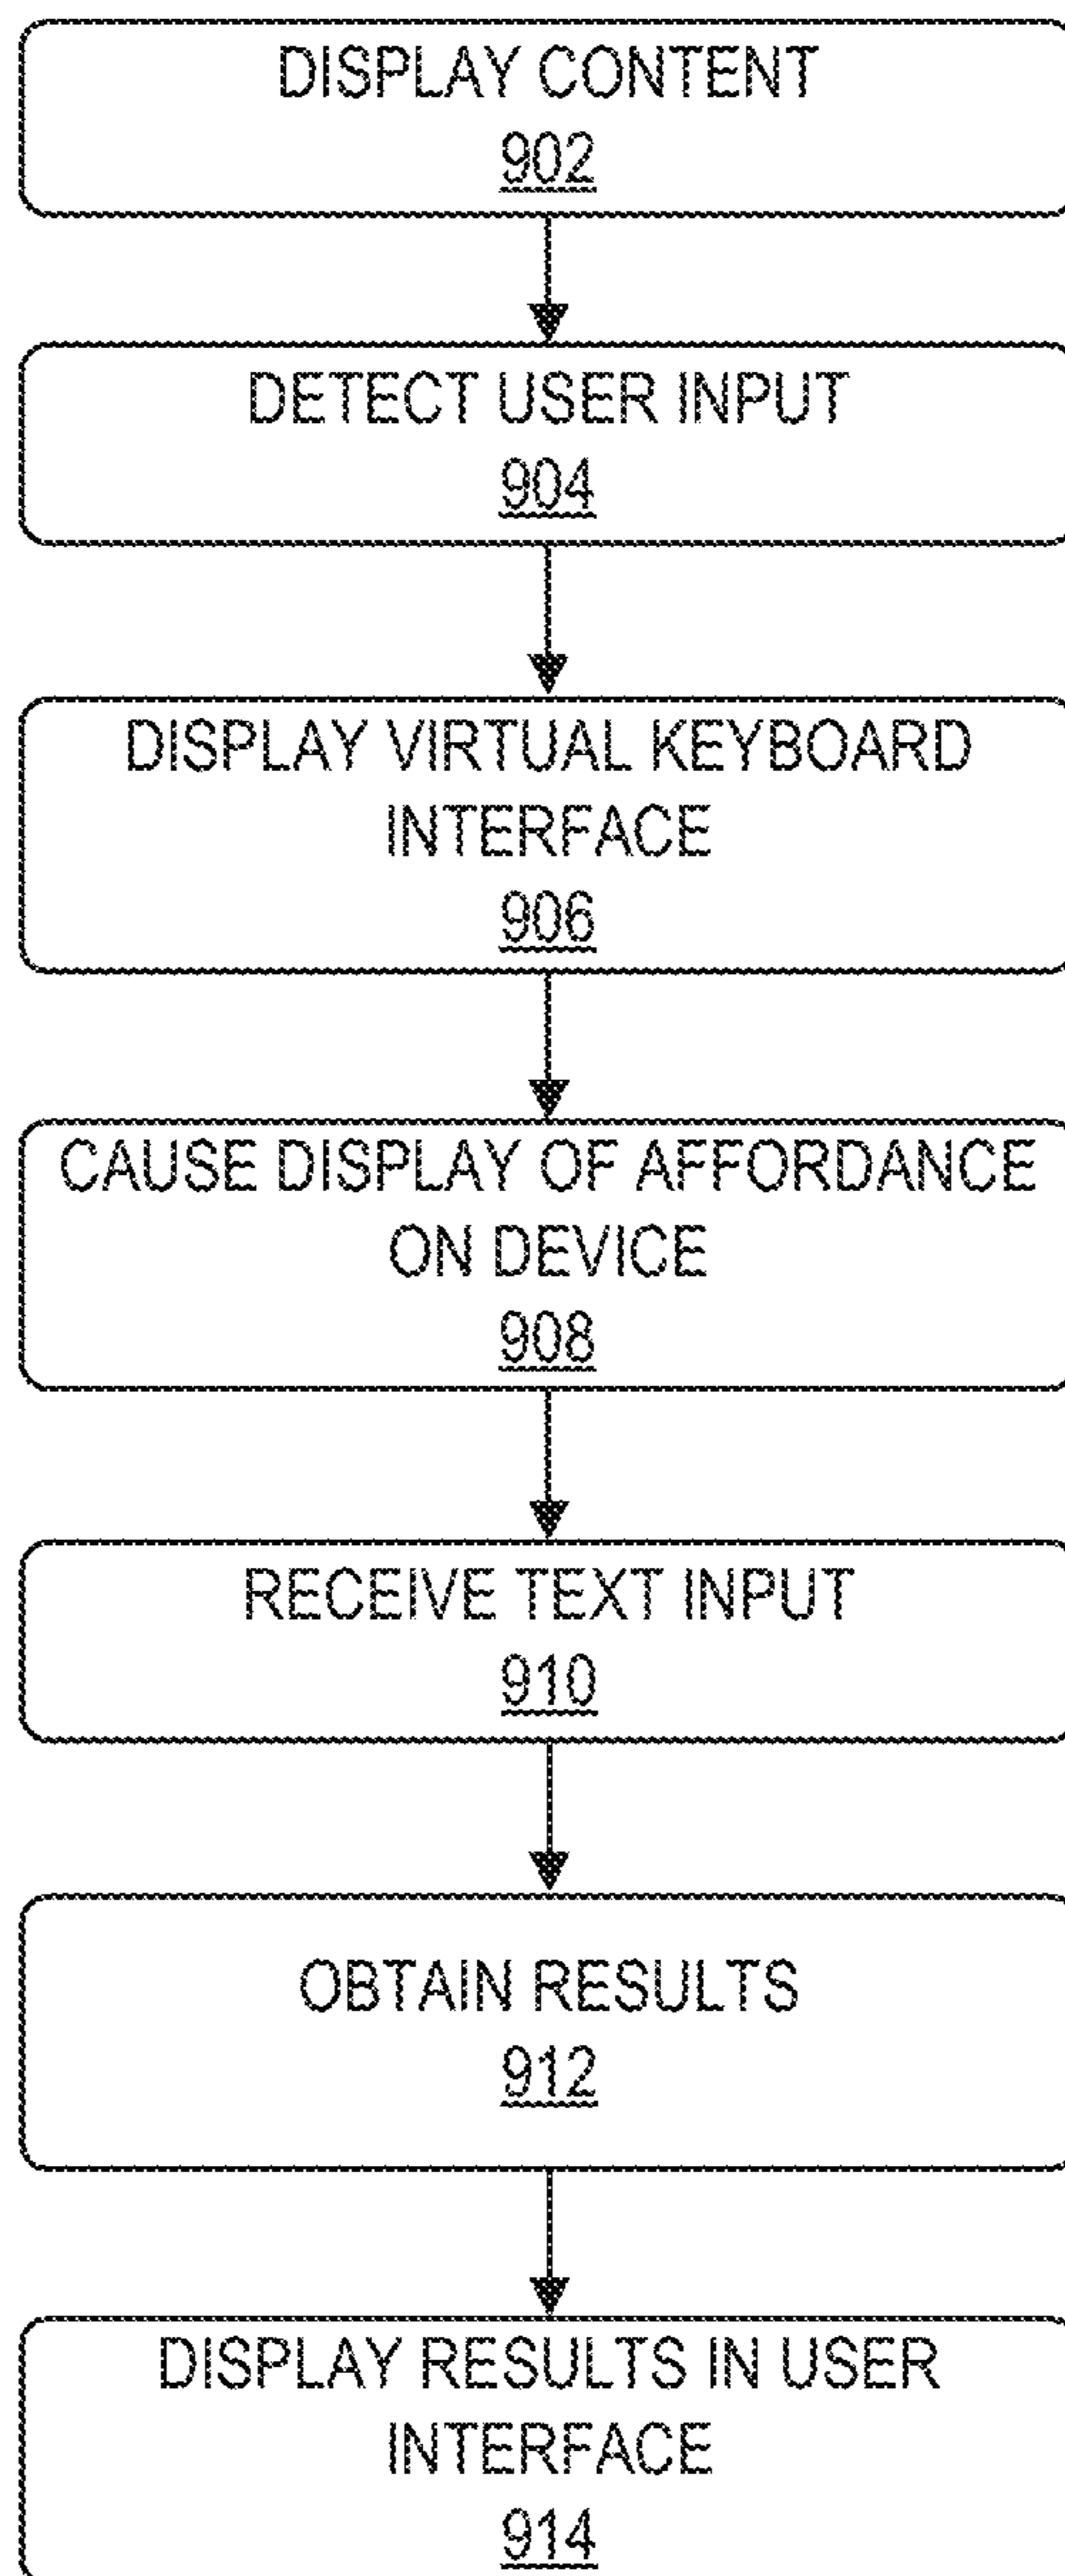 DISPLAY CONTENT
902
DETECT USER INPUT
904
DISPLAY VIRTUAL KEYBOARD
INTERFACE
906
CAUSE DISPLAY OF AFFORDANCE
ON DEVICE
908
RECEIVE TEXT INPUT
910
OBTAIN RESULTS
912
DISPLAY RESULTS IN USER
INTERFACE
914